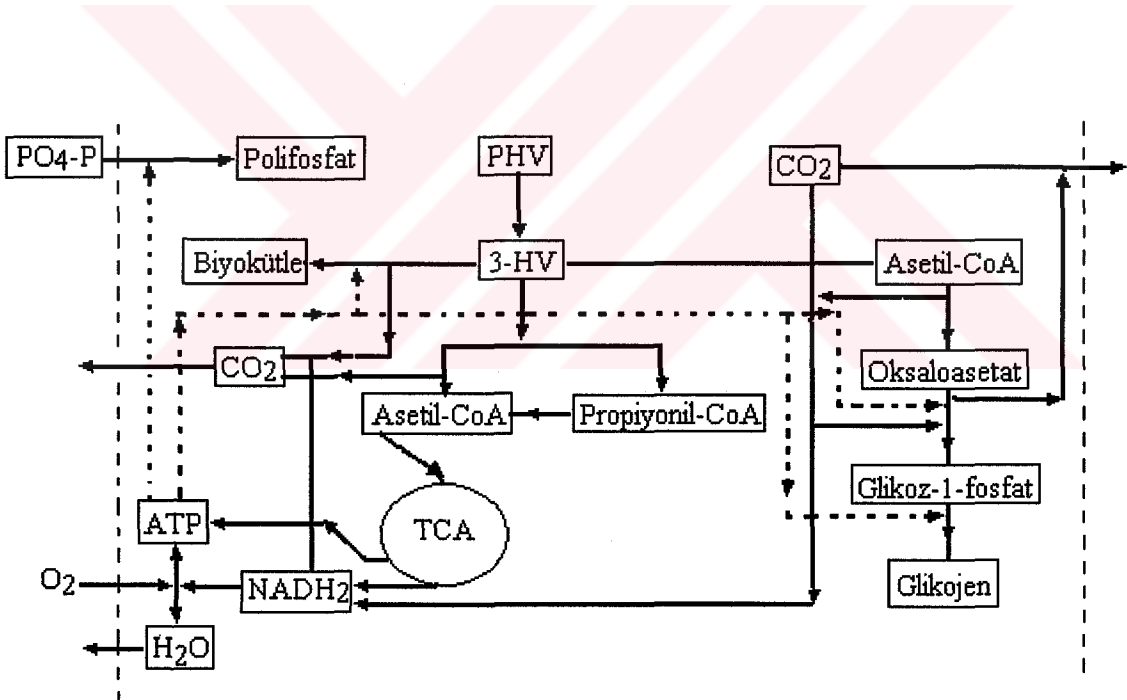 PO4-P
Polifosfat
PHV
CO2
Biyokütle
3-HV
Asetil-CoA
CO2
Oksaloasetat
Asetil-CoA
Propiyonil-CoA
Glikoz-1-fosfat
ATP
TCA
O2
NADH2
Glikojen
H2O